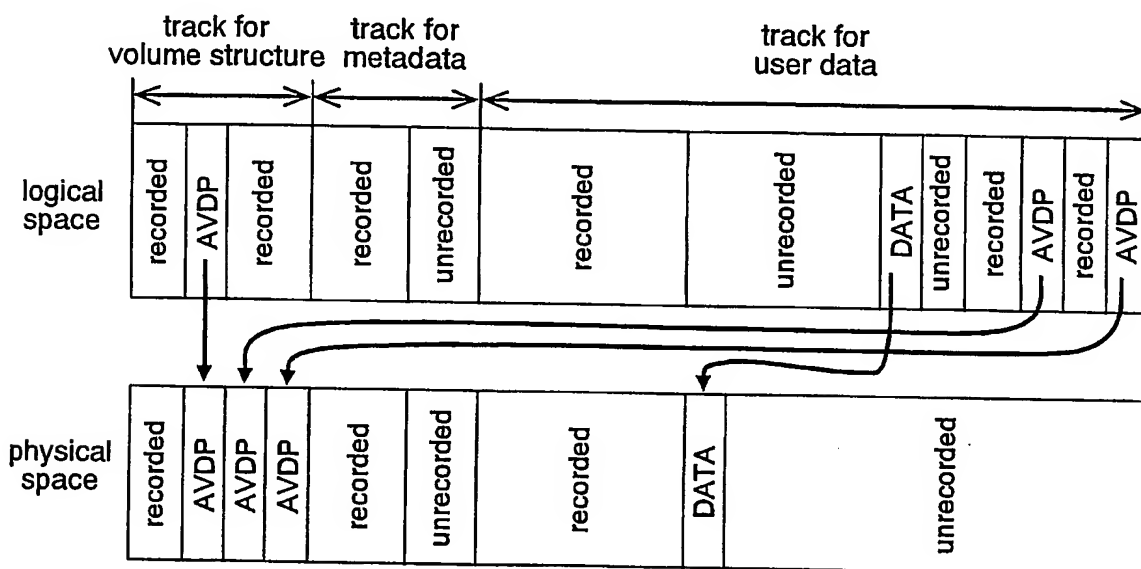 track for
volume structure
track for
metadata
track for
user data
logical
space
recorded
AVDP
recorded
recorded
unrecorded
recorded
unrecorded
DATA
unrecorded
recorded
AVDP
recorded
AVDP
physical
space
recorded
AVDP
AVDP
AVDP
recorded
unrecorded
recorded
DATA
unrecorded